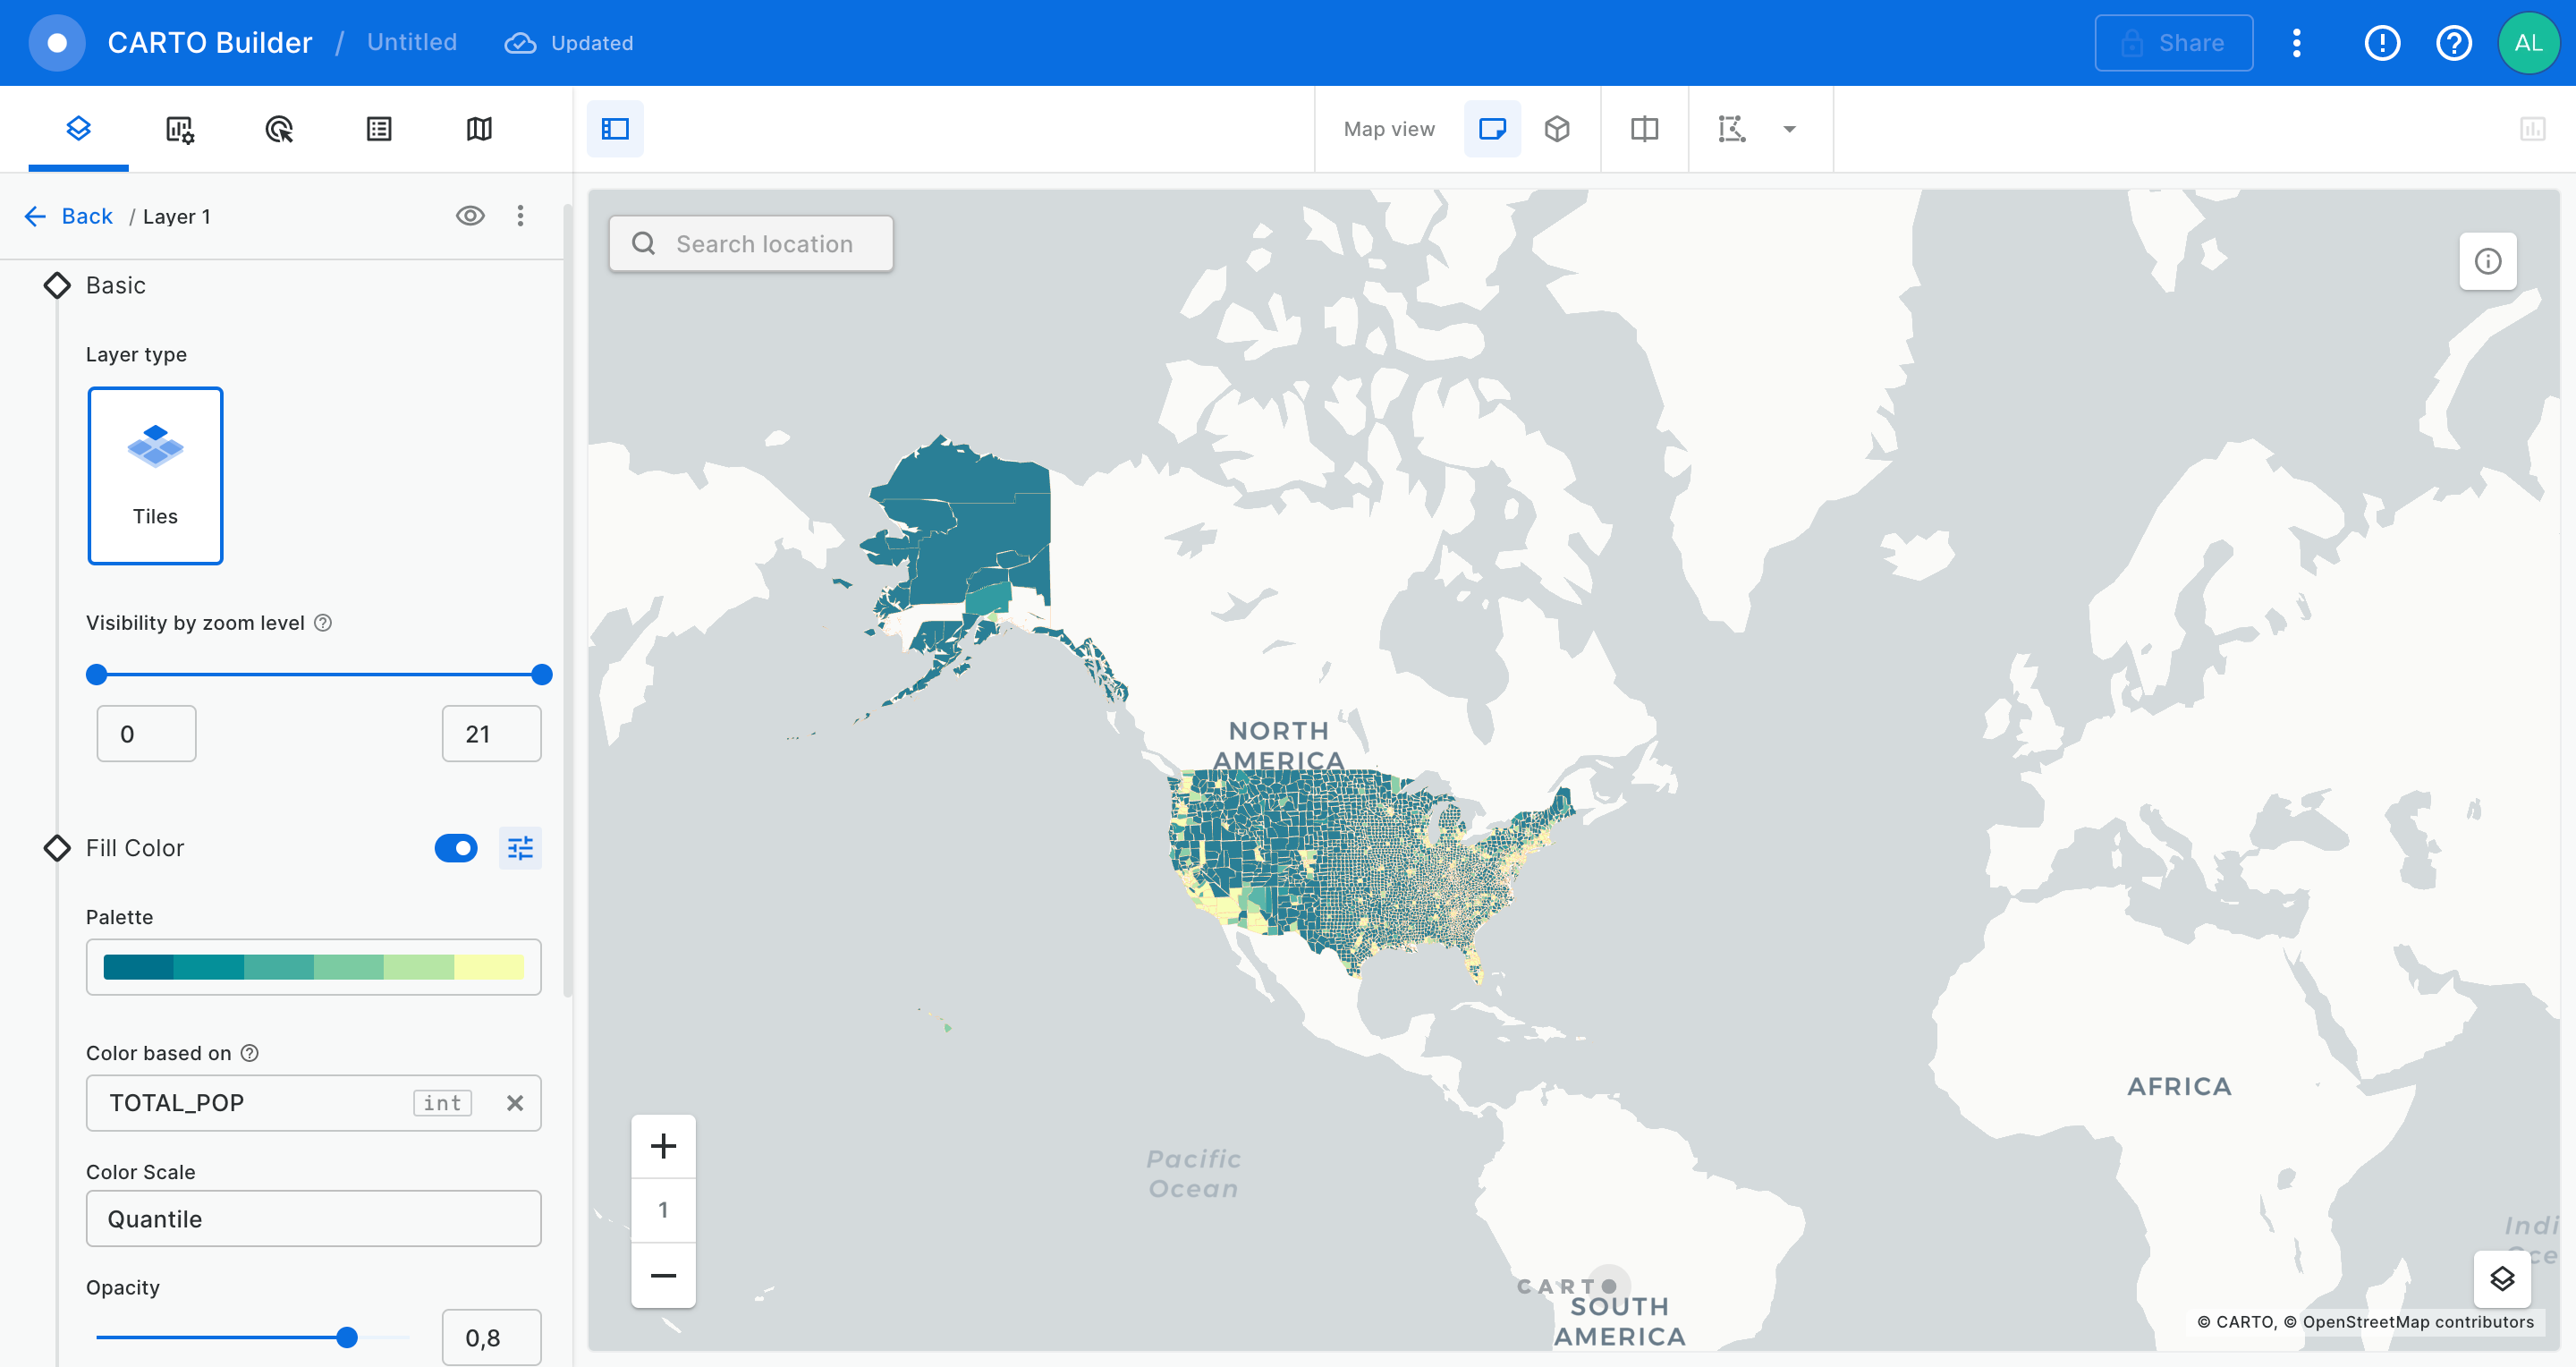 CARTO Builder / Untitled Updated Share AL
Map view
Back / Layer 1
Search location
Basic
Layer type
Tiles
Visibility by zoom level
0 21
Fill Color
Palette
Color based on
TOTAL_POP int
Color Scale
Quantile
Opacity
0,8
NORTH
AMERICA
AFRICA
Pacific
Ocean
1
Indi
Oce
CARTO
SOUTH
AMERICA
© CARTO, © OpenStreetMap contributors